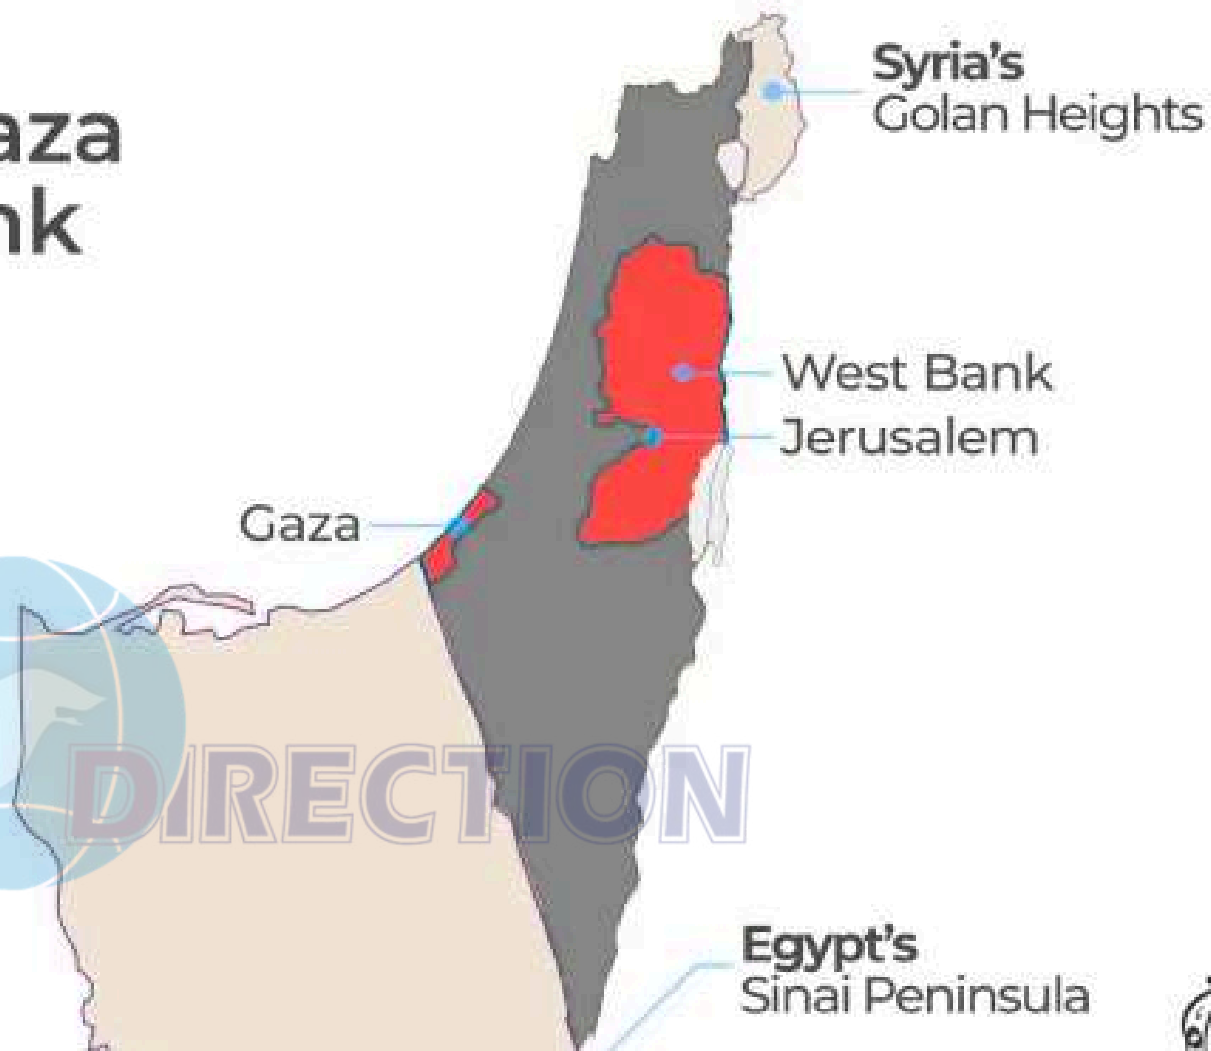 aza
nk
Syria's
Golan Heights
West Bank
Jerusalem
Gaza
DIRECTION
Egypt's
Sinai Peninsula